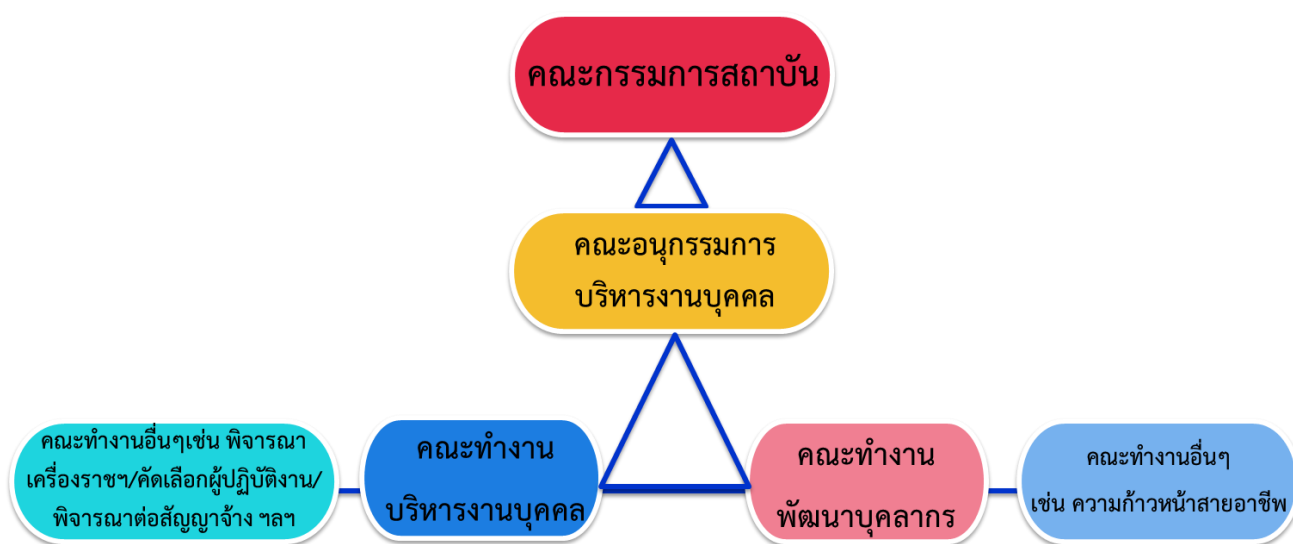 คณะกรรมการสถาบัน
คณะอนุกรรมการ
บริหารงานบุคคล
คณะทำงานอื่นๆเช่น พิจารณา
เครื่องราชฯ/คัดเลือกผู้ปฏิบัติงาน/
พิจารณาต่อสัญญาจ้าง ฯลฯ
คณะทำงาน
บริหารงานบุคคล
คณะทำงาน
พัฒนาบุคลากร
คณะทำงานอื่นๆ
เช่น ความก้าวหน้าสายอาชีพ